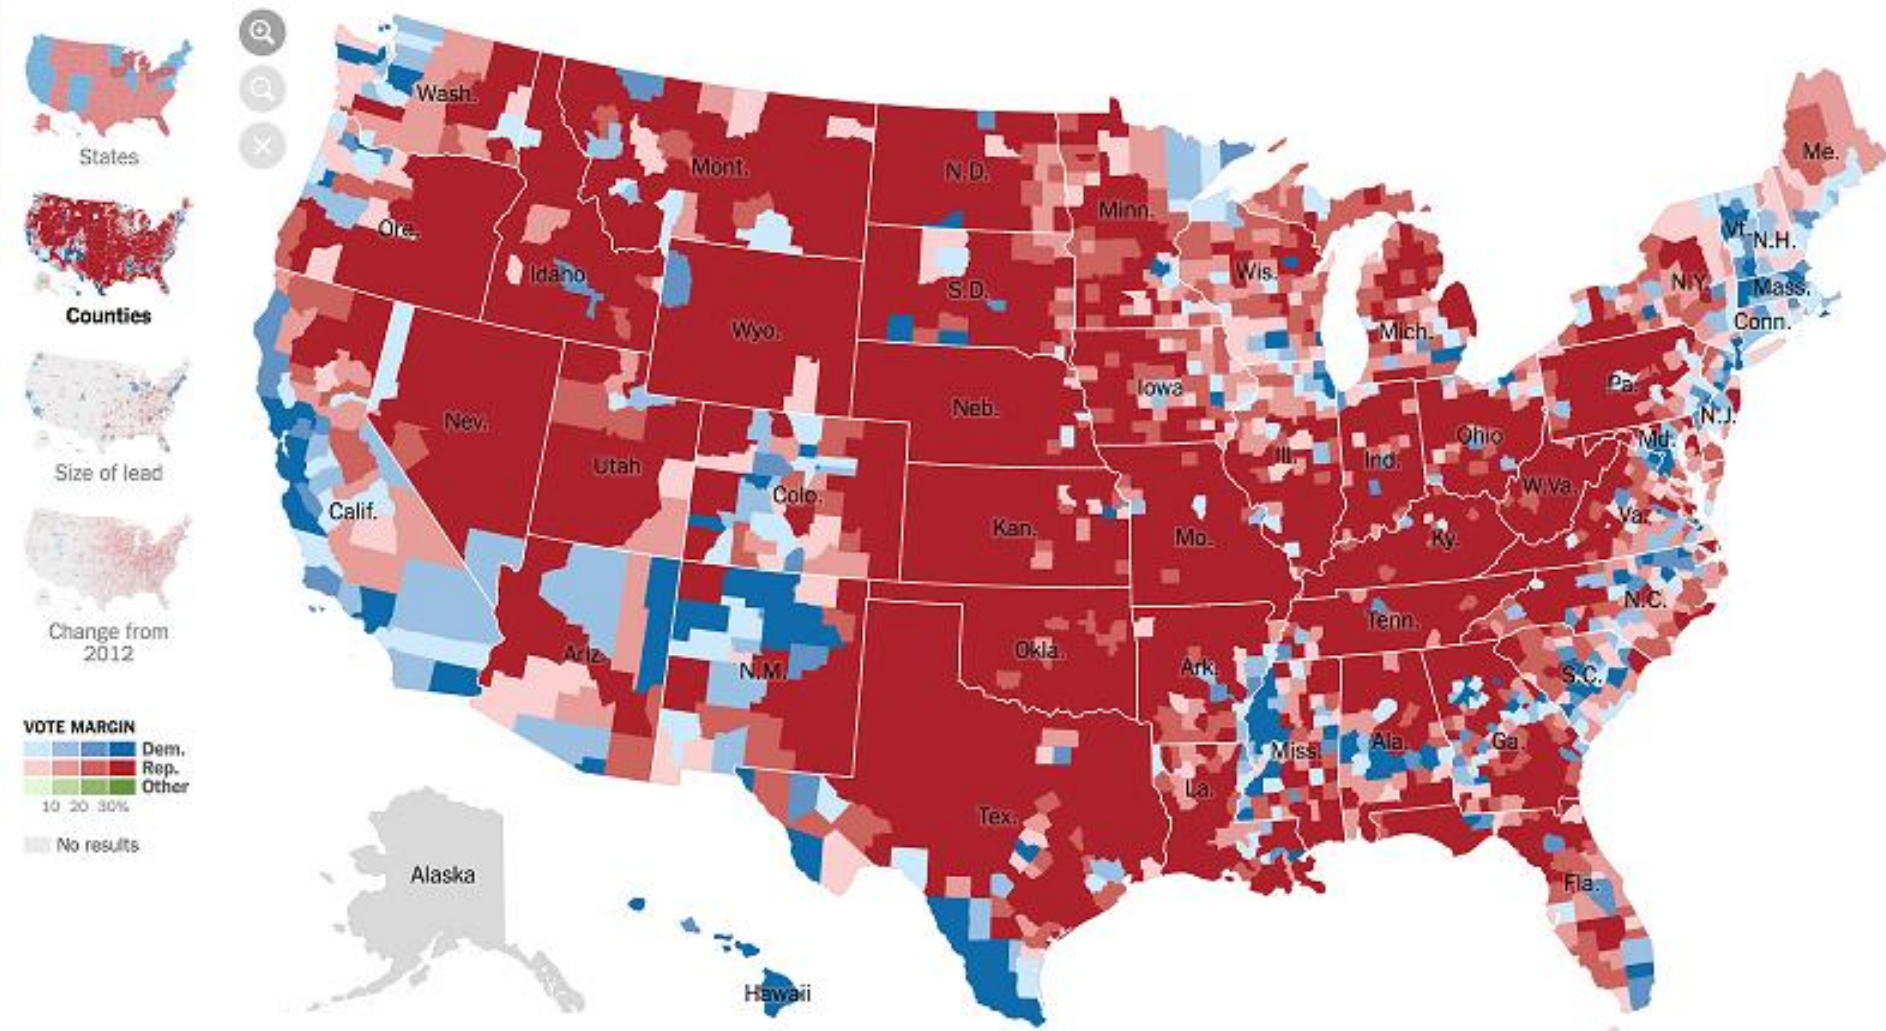 States
Counties
Size of lead
Change from
2012
VOTE MARGIN
Dem.
Rep.
Other
10 20 30%
No results
Wash.
Mont.
N.D.
Minn.
Me.
Ore.
Idaho
S.D.
Wis.
Vt.
N.H.
Wyo.
Mich.
N.Y.
Mass.
Conn.
Nev.
Utah
Neb.
Iowa
Pa.
N.J.
Calif.
Colo.
Kan.
Mo.
Ill.
Ind.
Ohio
W.Va.
Md.
Va.
Ky.
Ariz.
N.M.
Okla.
Ark.
Tenn.
N.C.
S.C.
Tex.
La.
Miss.
Ala.
Ga.
Fla.
Alaska
Hawaii